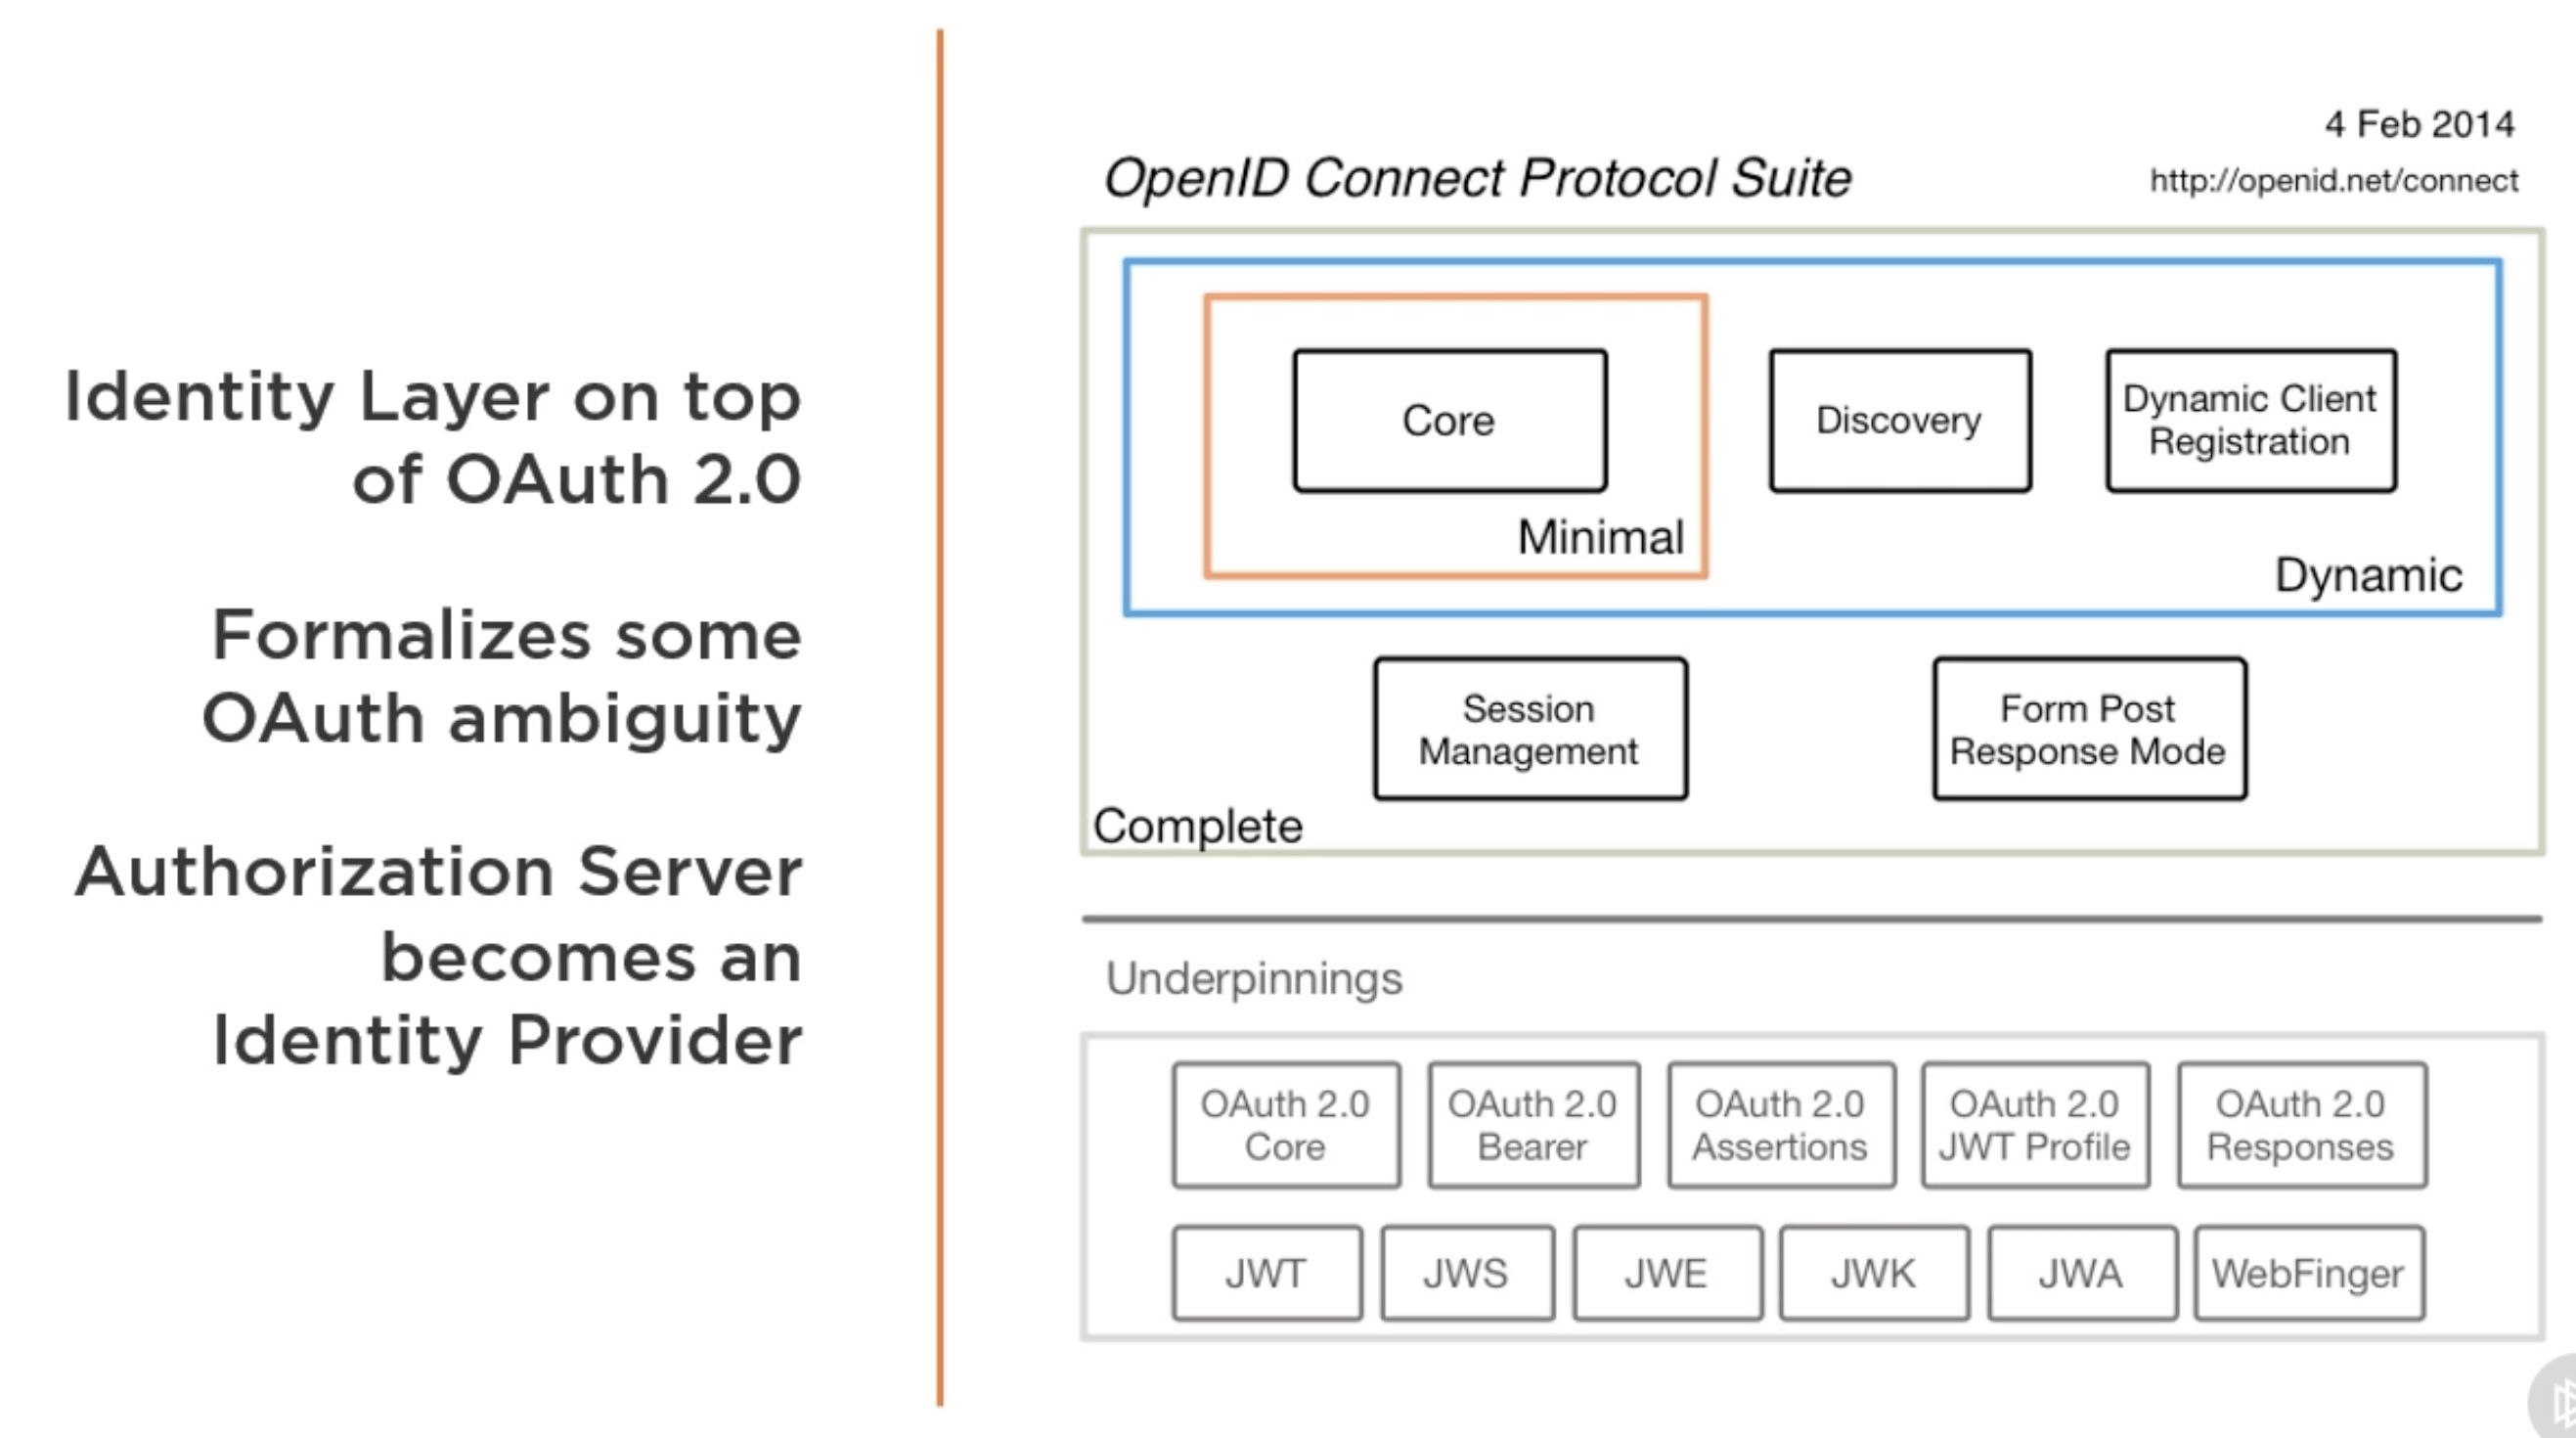 Identity Layer on top
of OAuth 2.0
Formalizes some
OAuth ambiguity
Authorization Server
becomes an
Identity Provider
4 Feb 2014
OpenID Connect Protocol Suite
http://openid.net/connect
Core
Minimal
Discovery
Dynamic Client
Registration
Dynamic
Session
Management
Form Post
Response Mode
Complete
Underpinnings
OAuth 2.0
Core
OAuth 2.0
Bearer
OAuth 2.0
Assertions
OAuth 2.0
JWT Profile
OAuth 2.0
Responses
JWT
JWS
JWE
JWK
JWA
WebFinger